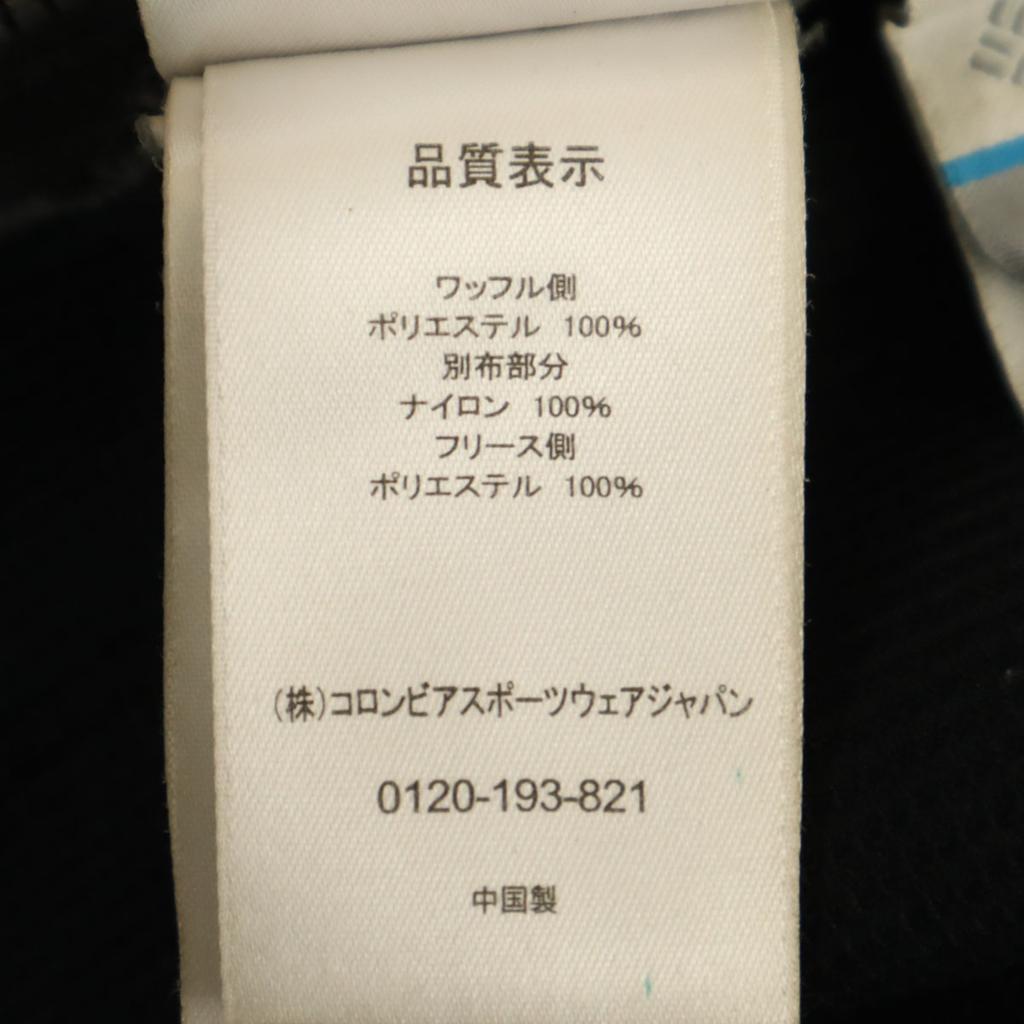 品質表示
ワッフル側
ポリエステル 100%
別布部分
ナイロン 100%
フリース側
ポリエステル 100%
(株)コロンビアスポーツウェアジャパン
0120-193-821
中国製